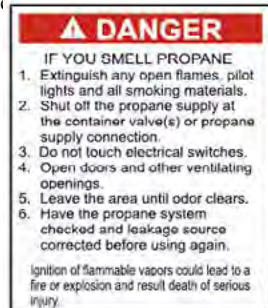 ⚠ DANGER
IF YOU SMELL PROPANE
1. Extinguish any open flames, pilot
lights and all smoking materials.
2. Shut off the propane supply at
the container valve(s) or propane
supply connection.
3. Do not touch electrical switches.
4. Open doors and other ventilating
openings.
5. Leave the area until odor clears.
6. Have the propane system
checked and leakage source
corrected before using again.
Ignition of flammable vapors could lead to a
fire or explosion and result death of serious
injury.